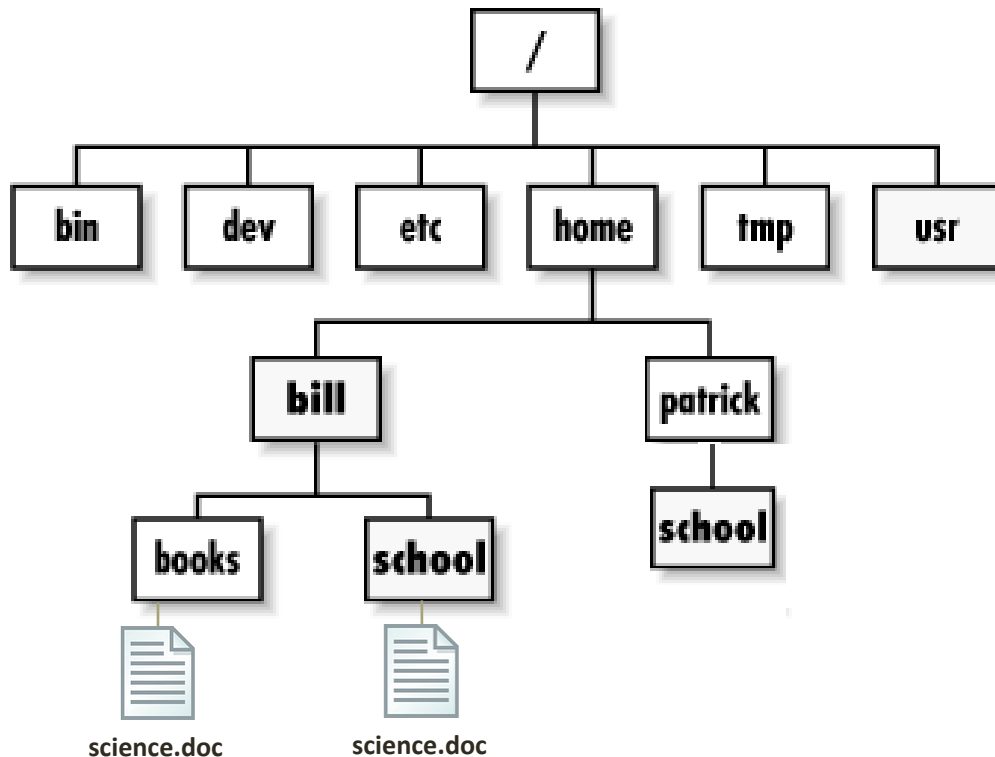 /
bin
dev
etc
home
tmp
usr
bill
patrick
books
school
school
science.doc
science.doc